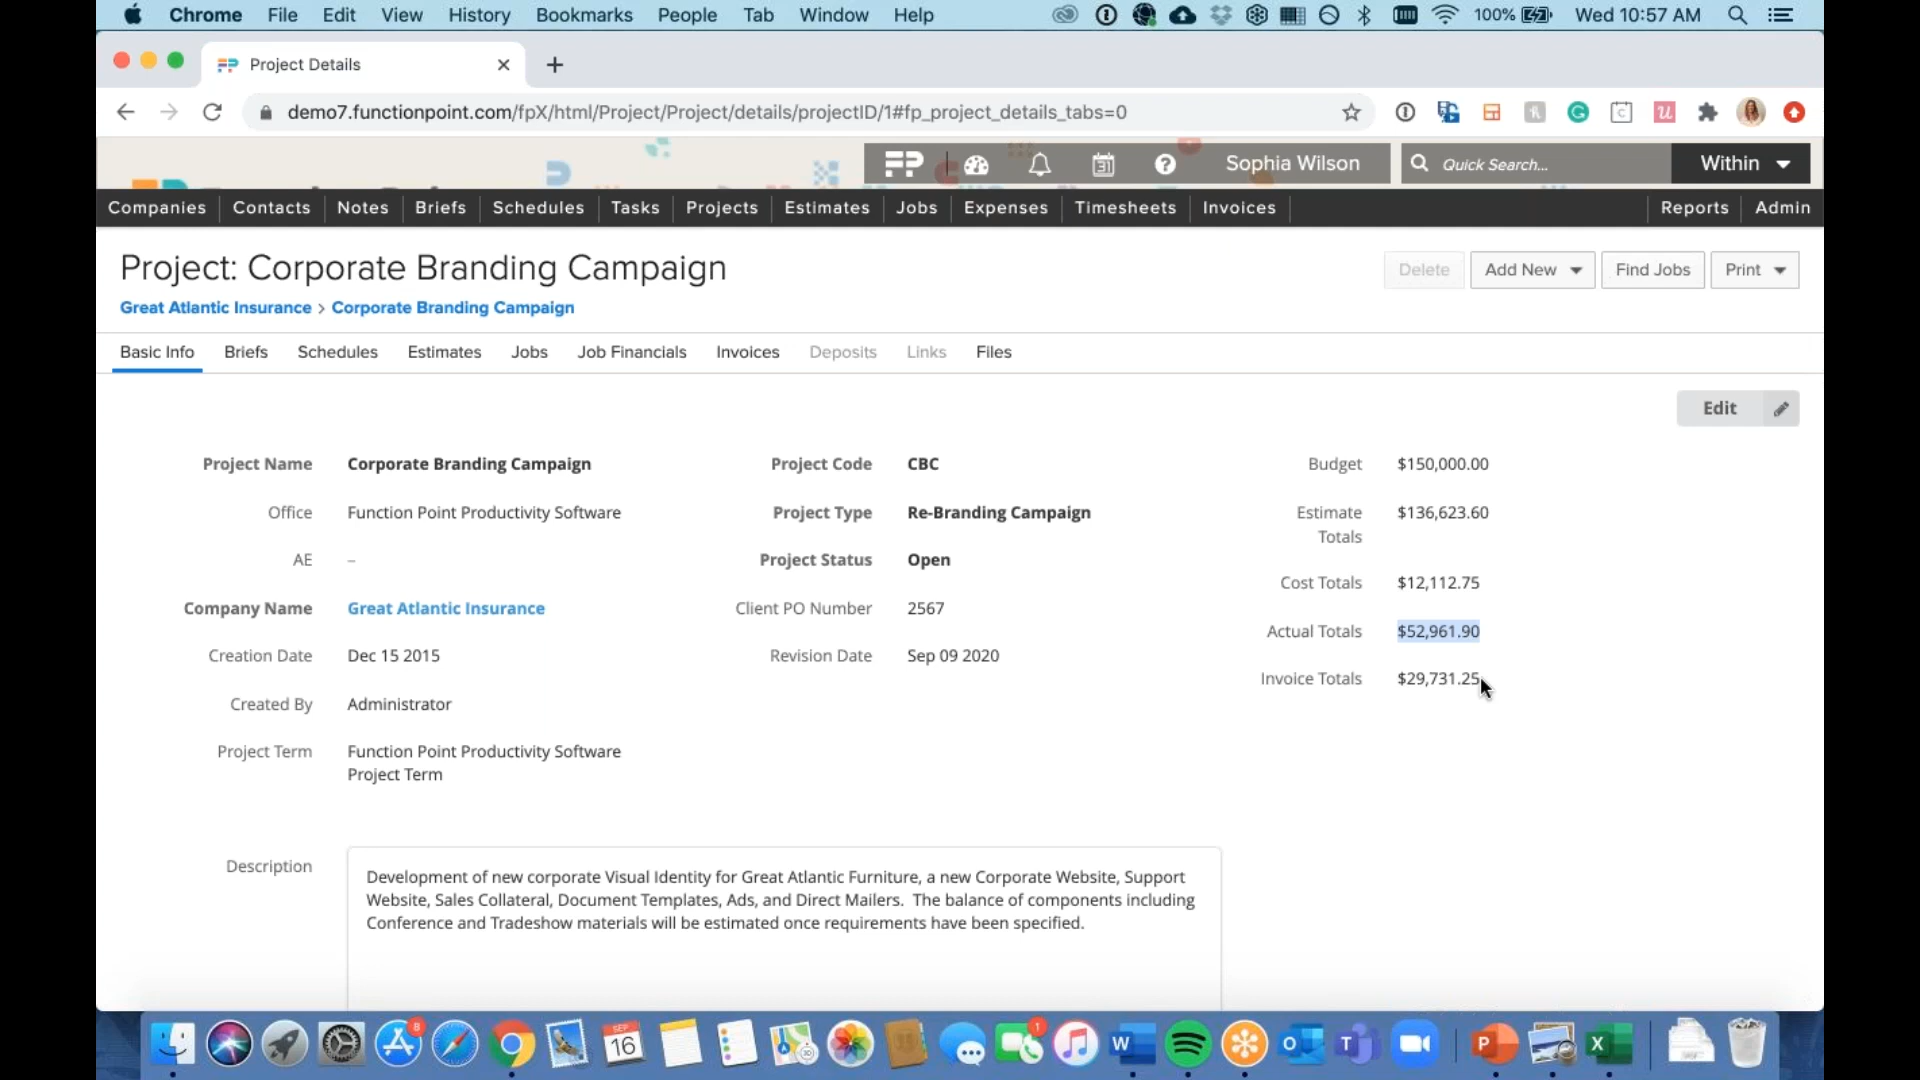 Chrome File Edit View History Bookmarks People Tab Window Help 100% Wed 10:57 AM
Project Details
demo7.functionpoint.com/fpX/html/Project/Project/details/projectID/1#fp_project_details_tabs=0
FP 31 Sophia Wilson Quick Search... Within
Companies Contacts Notes Briefs Schedules Tasks Projects Estimates Jobs Expenses Timesheets Invoices Reports Admin
Project: Corporate Branding Campaign
Delete Add New Find Jobs Print
Great Atlantic Insurance > Corporate Branding Campaign
Basic Info Briefs Schedules Estimates Jobs Job Financials Invoices Deposits Links Files
Edit
Project Name Corporate Branding Campaign Project Code CBC Budget $150,000.00
Office Function Point Productivity Software Project Type Re-Branding Campaign Estimate Totals $136,623.60
AE – Project Status Open Cost Totals $12,112.75
Company Name Great Atlantic Insurance Client PO Number 2567 Actual Totals $52,961.90
Creation Date Dec 15 2015 Revision Date Sep 09 2020 Invoice Totals $29,731.25
Created By Administrator
Project Term Function Point Productivity Software
Project Term
Description
Development of new corporate Visual Identity for Great Atlantic Furniture, a new Corporate Website, Support
Website, Sales Collateral, Document Templates, Ads, and Direct Mailers. The balance of components including
Conference and Tradeshow materials will be estimated once requirements have been specified.
8 SEP 16 1 W O T P X